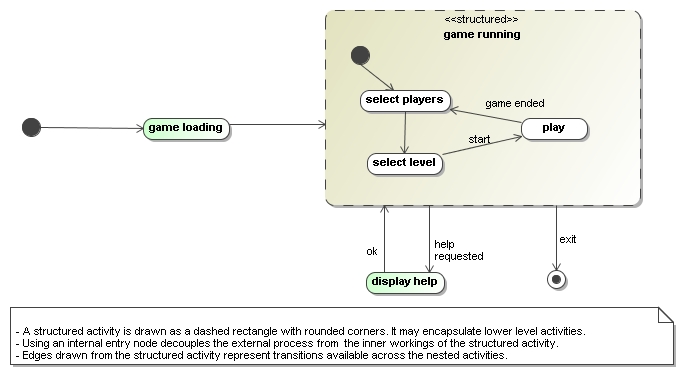 <<structured>>
game running
select players
game ended
game loading
play
start
select level
ok
help
requested
exit
display help
- A structured activity is drawn as a dashed rectangle with rounded corners. It may encapsulate lower level activities.
- Using an internal entry node decouples the external process from the inner workings of the structured activity.
- Edges drawn from the structured activity represent transitions available across the nested activities.